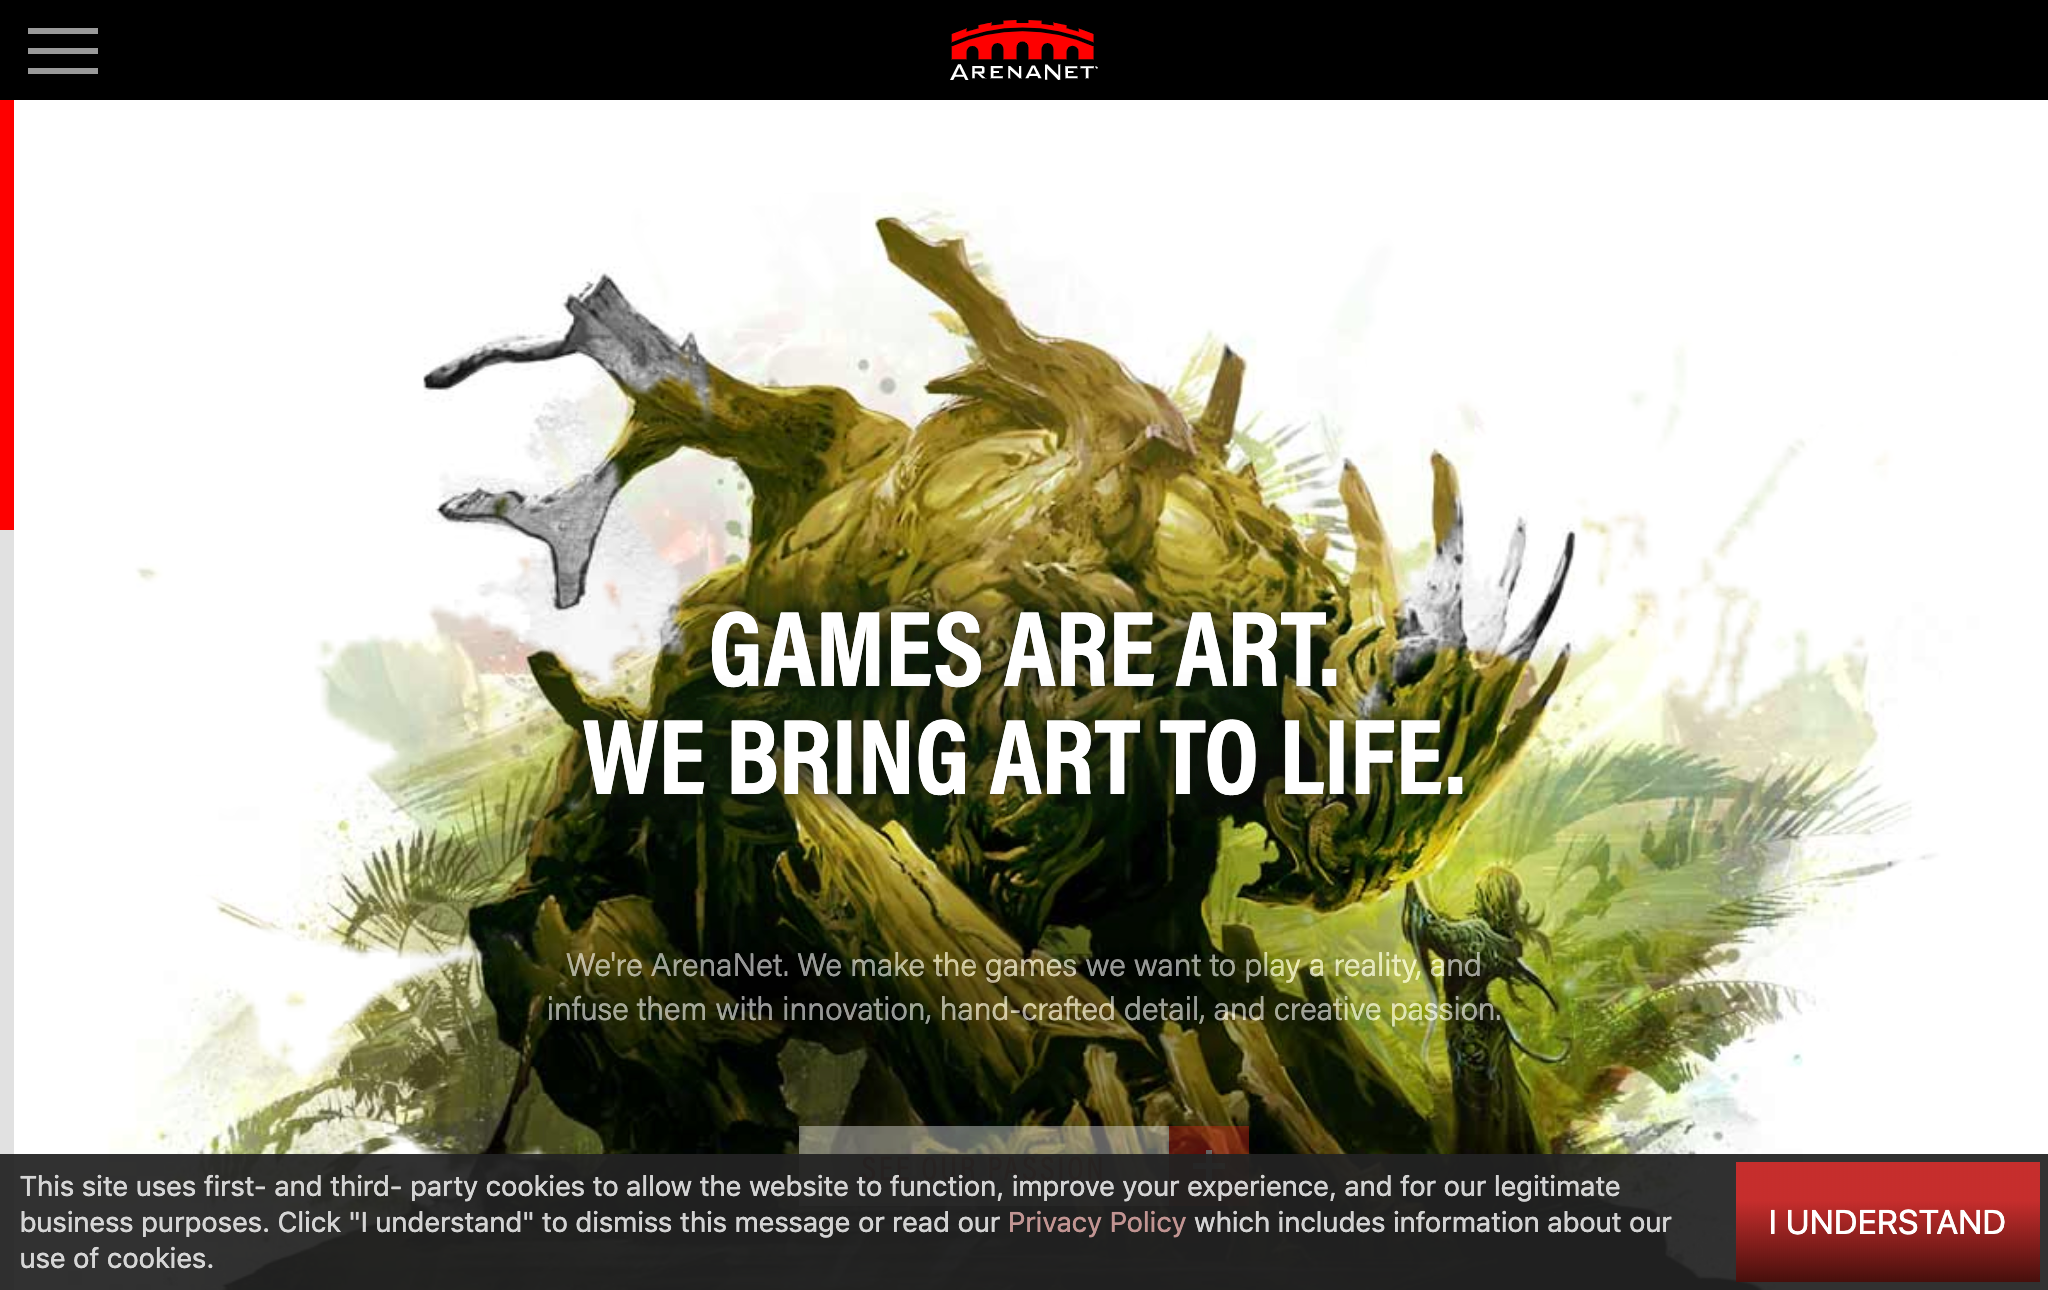 ARENANET
GAMES ARE ART.
WE BRING ART TO LIFE.
We're ArenaNet. We make the games we want to play a reality, and
infuse them with innovation, hand-crafted detail, and creative passion.
SEE OUR PASSION
This site uses first- and third- party cookies to allow the website to function, improve your experience, and for our legitimate
business purposes. Click "I understand" to dismiss this message or read our Privacy Policy which includes information about our
use of cookies.
I UNDERSTAND